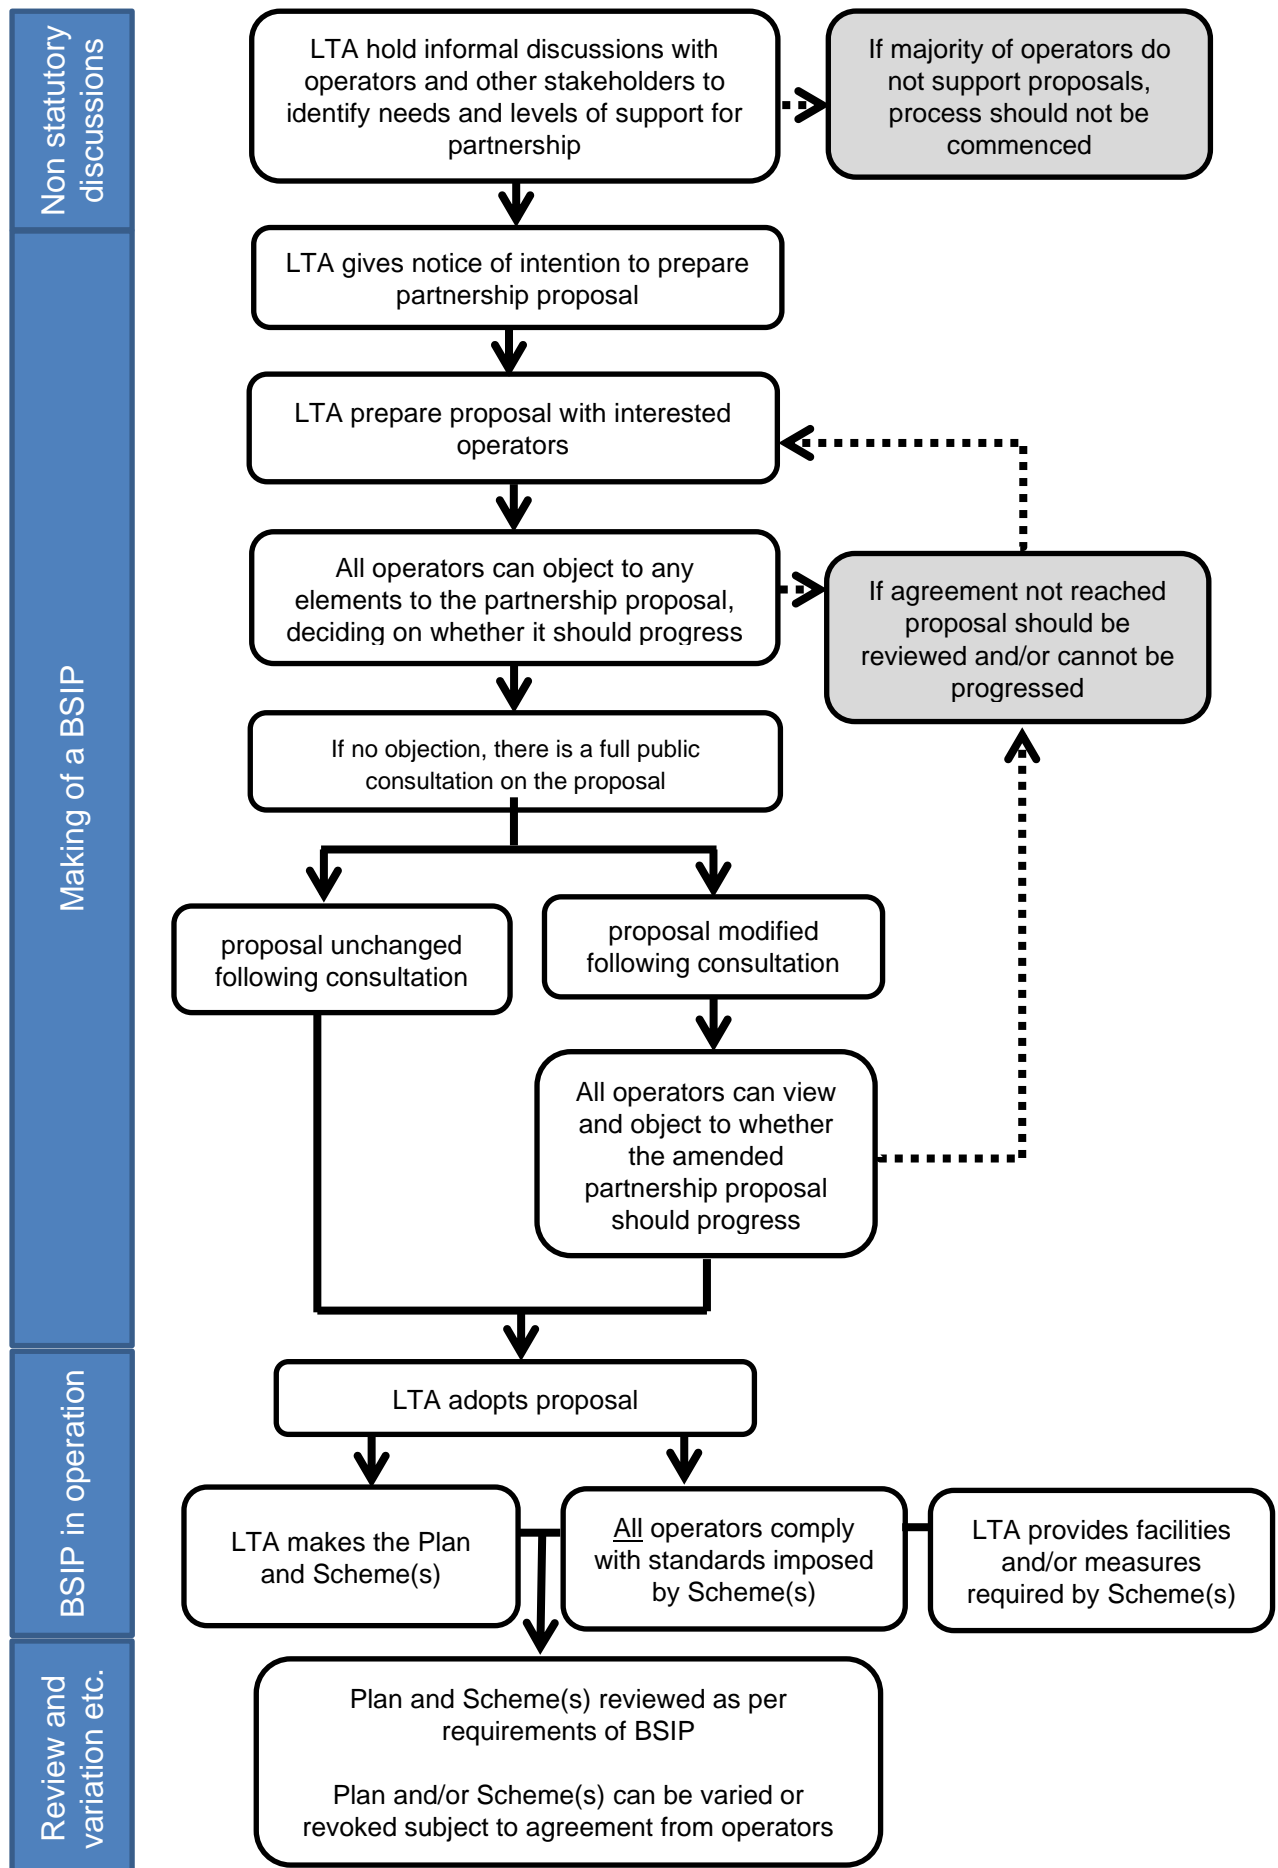 Non statutory
discussions
LTA hold informal discussions with
operators and other stakeholders to
identify needs and levels of support for
partnership
If majority of operators do
not support proposals,
process should not be
commenced
Making of a BSIP
LTA gives notice of intention to prepare
partnership proposal
LTA prepare proposal with interested
operators
All operators can object to any
elements to the partnership proposal,
deciding on whether it should progress
If agreement not reached
proposal should be
reviewed and/or cannot be
progressed
If no objection, there is a full public
consultation on the proposal
proposal unchanged
following consultation
proposal modified
following consultation
All operators can view
and object to whether
the amended
partnership proposal
should progress
BSIP in operation
LTA adopts proposal
LTA makes the Plan
and Scheme(s)
All operators comply
with standards imposed
by Scheme(s)
LTA provides facilities
and/or measures
required by Scheme(s)
Review and
variation etc.
Plan and Scheme(s) reviewed as per
requirements of BSIP
Plan and/or Scheme(s) can be varied or
revoked subject to agreement from operators